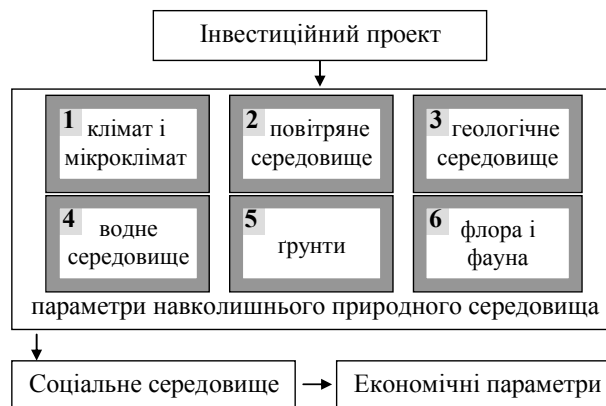 Інвестиційний проект
1 клімат і
мікроклімат
2 повітряне
середовище
3 геологічне
середовище
4 водне
середовище
5 ґрунти
6 флора і
фауна
параметри навколишнього природного середовища
Соціальне середовище
Економічні параметри